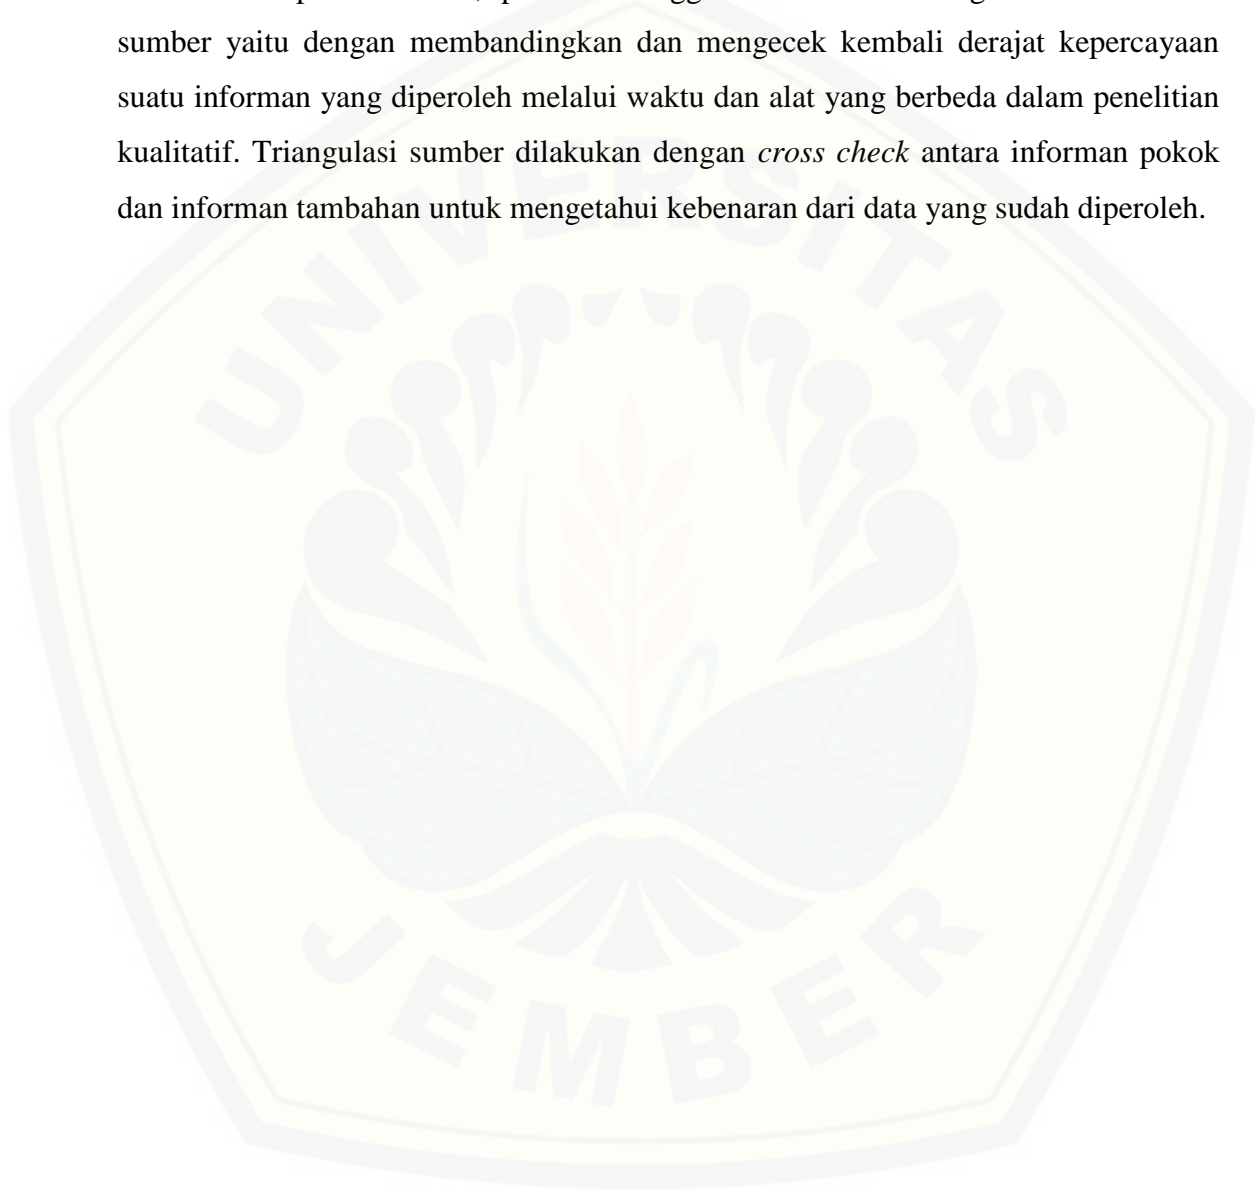 sumber yaitu dengan membandingkan dan mengecek kembali derajat kepercayaan
suatu informan yang diperoleh melalui waktu dan alat yang berbeda dalam penelitian
kualitatif. Triangulasi sumber dilakukan dengan cross check antara informan pokok
dan informan tambahan untuk mengetahui kebenaran dari data yang sudah diperoleh.
UNIVERSITAS
JEMBER